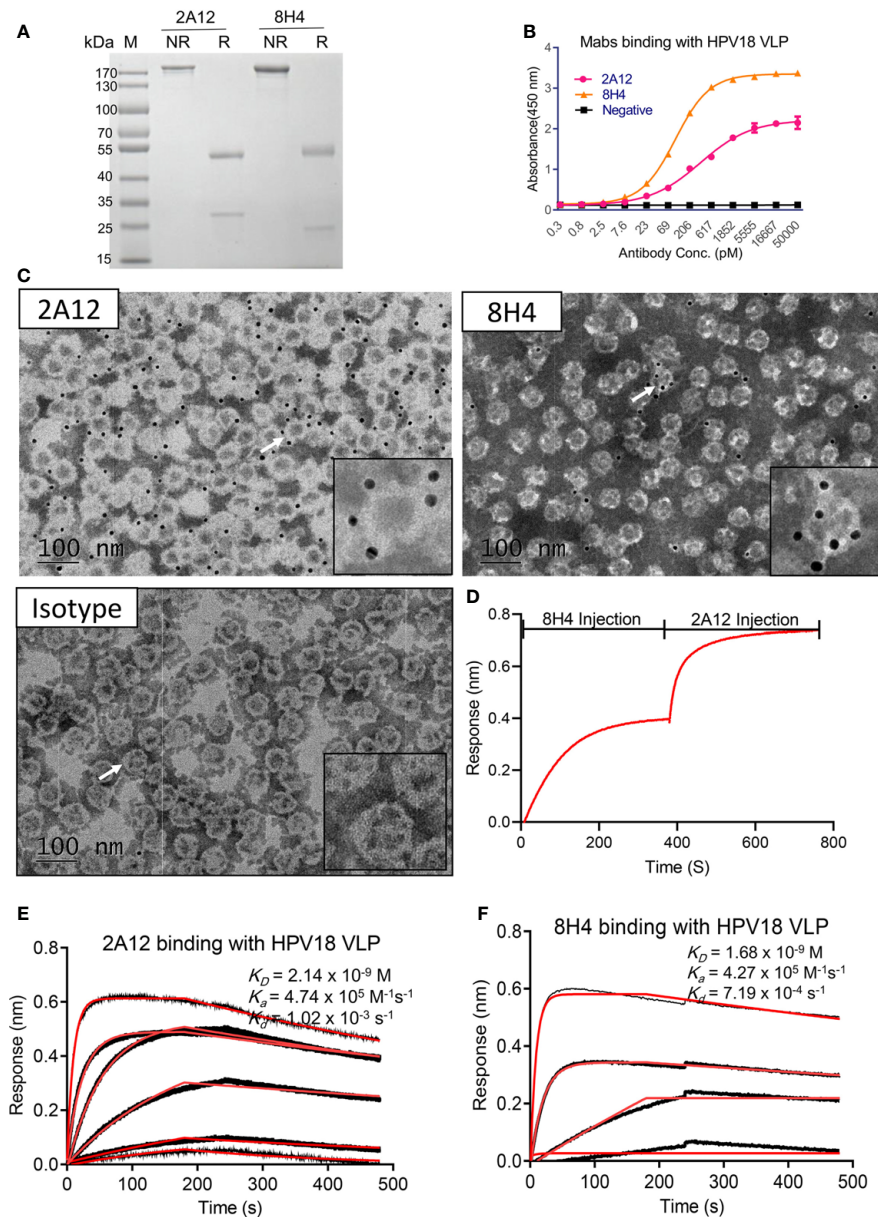 A
2A12 8H4
kDa M NR R NR R
170
130
100
70
55
40
35
25
15
B
Mabs binding with HPV18 VLP
2A12
8H4
Negative
Absorbance(450 nm)
4
3
2
1
0
0.3 0.8 2.5 7.6 23 69 206 617 1852 5555 16667 50000
Antibody Conc. (pM)
C
2A12
100 nm
8H4
100 nm
Isotype
100 nm
D
8H4 Injection 2A12 Injection
Response (nm)
0.8
0.6
0.4
0.2
0.0
0 200 400 600 800
Time (S)
E
2A12 binding with HPV18 VLP
K_D = 2.14 x 10⁻⁹ M
K_a = 4.74 x 10⁵ M⁻¹s⁻¹
K_d = 1.02 x 10⁻³ s⁻¹
Response (nm)
0.8
0.6
0.4
0.2
0.0
0 100 200 300 400 500
Time (s)
F
8H4 binding with HPV18 VLP
K_D = 1.68 x 10⁻⁹ M
K_a = 4.27 x 10⁵ M⁻¹s⁻¹
K_d = 7.19 x 10⁻⁴ s⁻¹
Response (nm)
0.8
0.6
0.4
0.2
0.0
0 100 200 300 400 500
Time (s)